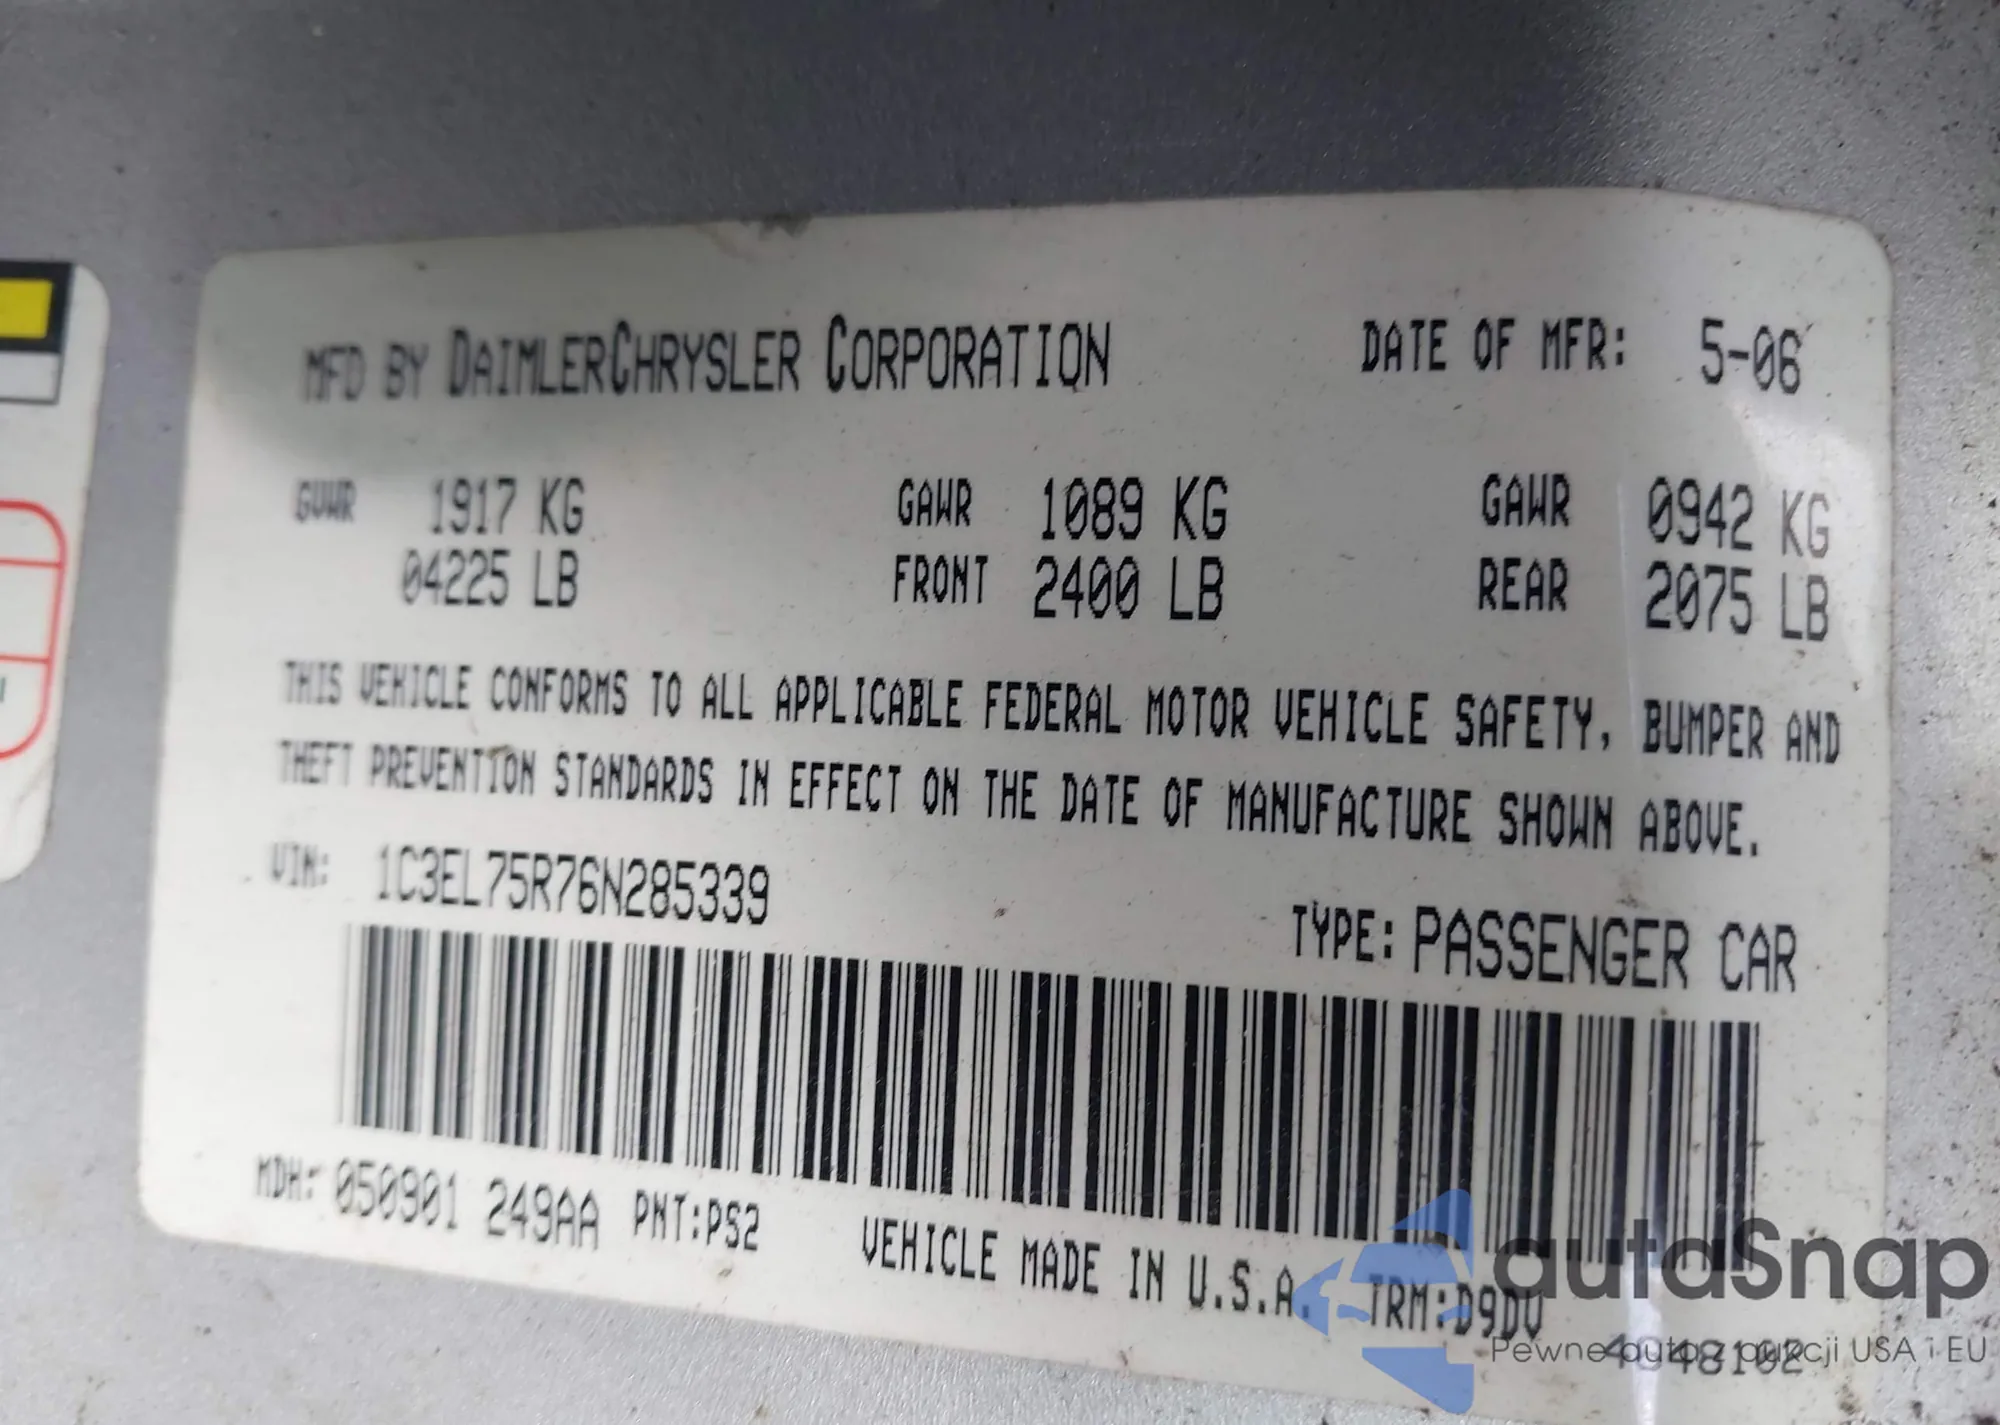 MFD BY DAIMLERCHRYSLER CORPORATION DATE OF MFR: 5-06
GVWR 1917 KG GAWR 1089 KG GAWR 0942 KG
04225 LB FRONT 2400 LB REAR 2075 LB
THIS VEHICLE CONFORMS TO ALL APPLICABLE FEDERAL MOTOR VEHICLE SAFETY, BUMPER AND
THEFT PREVENTION STANDARDS IN EFFECT ON THE DATE OF MANUFACTURE SHOWN ABOVE.
VIN: 1C3EL75R76N285339
TYPE: PASSENGER CAR
MDH: 050901 249AA PNT:PS2 VEHICLE MADE IN U.S.A. TRM:D9DV
autaSnap
Pewne auta z aukcji USA i EU